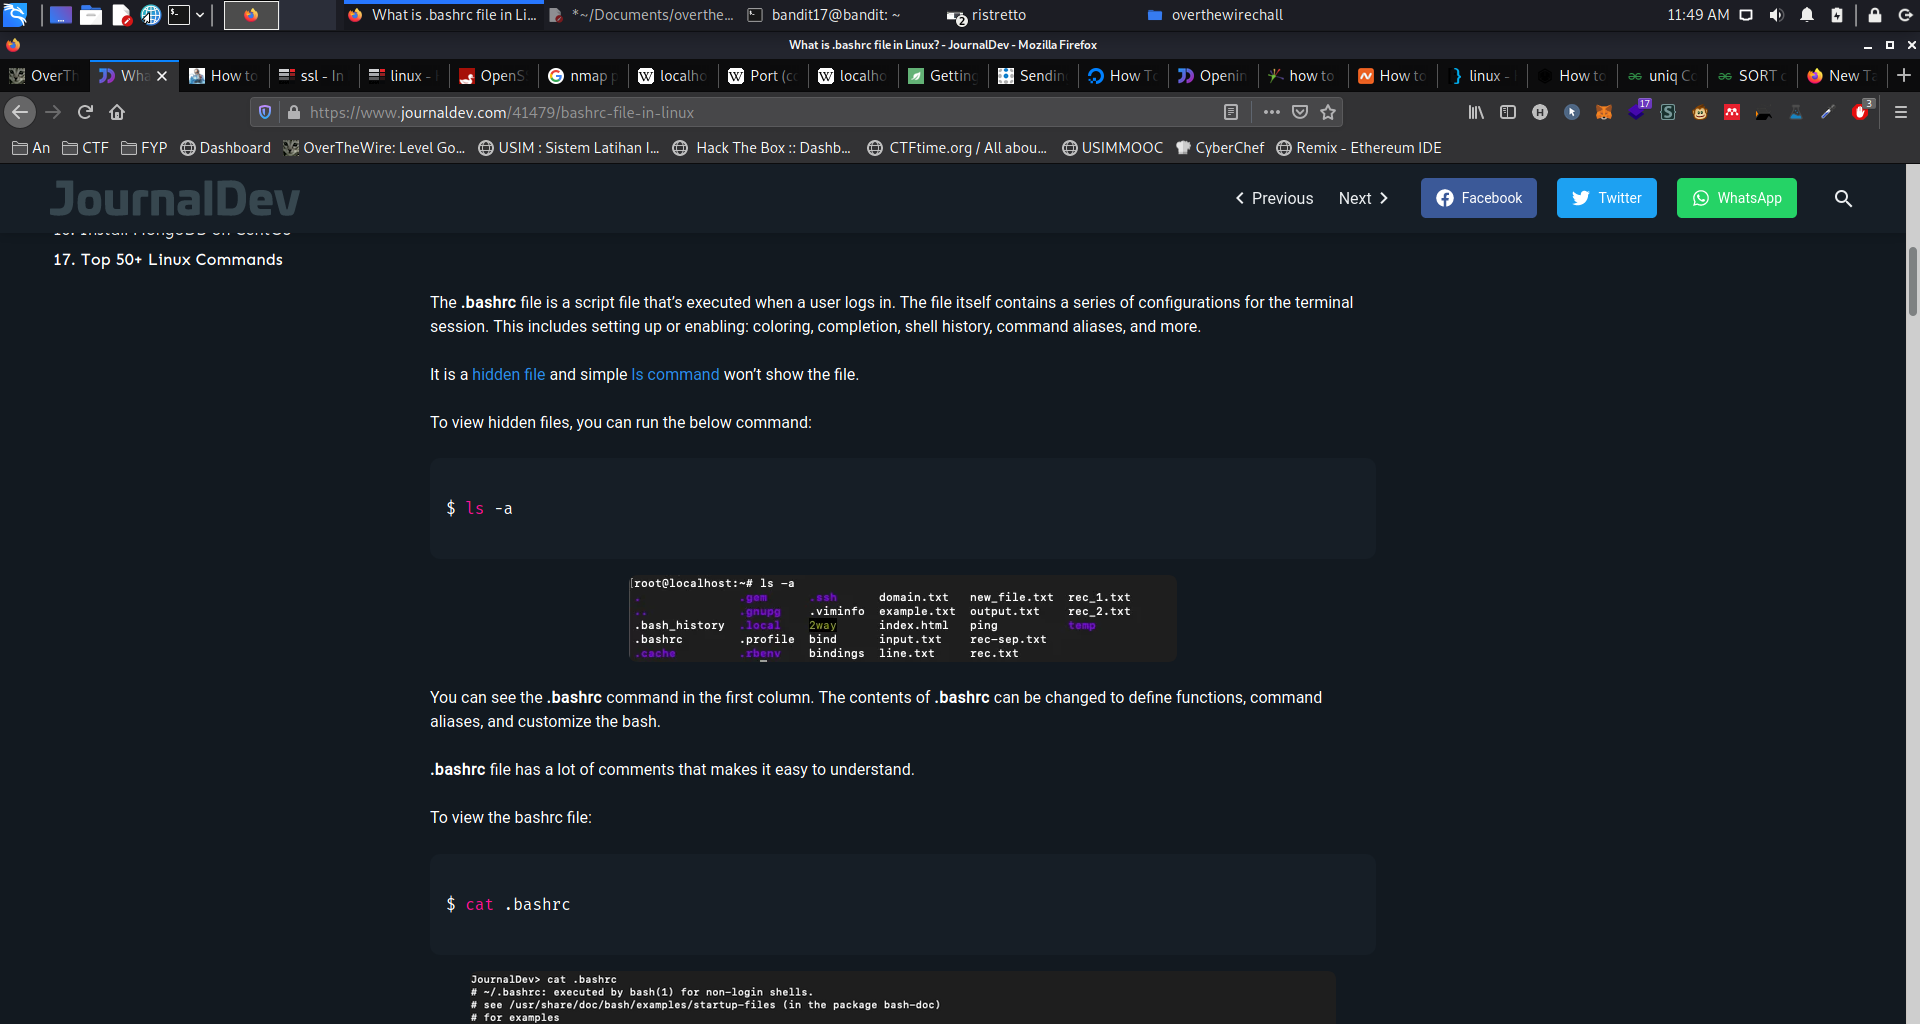 What is .bashrc file in Li...
*~/Documents/overthe...
bandit17@bandit: ~
2
ristretto
overthewirechall
11:49 AM
What is .bashrc file in Linux? - JournalDev - Mozilla Firefox
OverTh
Wha
How to
ssl - In
linux -
OpenS
nmap p
localho
Port (co
localho
Getting
Sendin
How To
Openin
how to
How to
linux -
How to
uniq Co
SORT c
New Ta
https://www.journaldev.com/41479/bashrc-file-in-linux
17
3
An
CTF
FYP
Dashboard
OverTheWire: Level Go...
USIM : Sistem Latihan I...
Hack The Box :: Dashb...
CTFtime.org / All abou...
USIMMOOC
CyberChef
Remix - Ethereum IDE
JournalDev
Previous
Next
Facebook
Twitter
WhatsApp
16. Install MongoDB on CentOS
17. Top 50+ Linux Commands
The .bashrc file is a script file that’s executed when a user logs in. The file itself contains a series of configurations for the terminal
session. This includes setting up or enabling: coloring, completion, shell history, command aliases, and more.
It is a hidden file and simple ls command won’t show the file.
To view hidden files, you can run the below command:
$ ls -a
[root@localhost:~# ls -a
. .gem .ssh domain.txt new_file.txt rec_1.txt
.. .gnupg .viminfo example.txt output.txt rec_2.txt
.bash_history .local 2way index.html ping temp
.bashrc .profile bind input.txt rec-sep.txt
.cache .rbenv bindings line.txt rec.txt
You can see the .bashrc command in the first column. The contents of .bashrc can be changed to define functions, command
aliases, and customize the bash.
.bashrc file has a lot of comments that makes it easy to understand.
To view the bashrc file:
$ cat .bashrc
JournalDev> cat .bashrc
# ~/.bashrc: executed by bash(1) for non-login shells.
# see /usr/share/doc/bash/examples/startup-files (in the package bash-doc)
# for examples